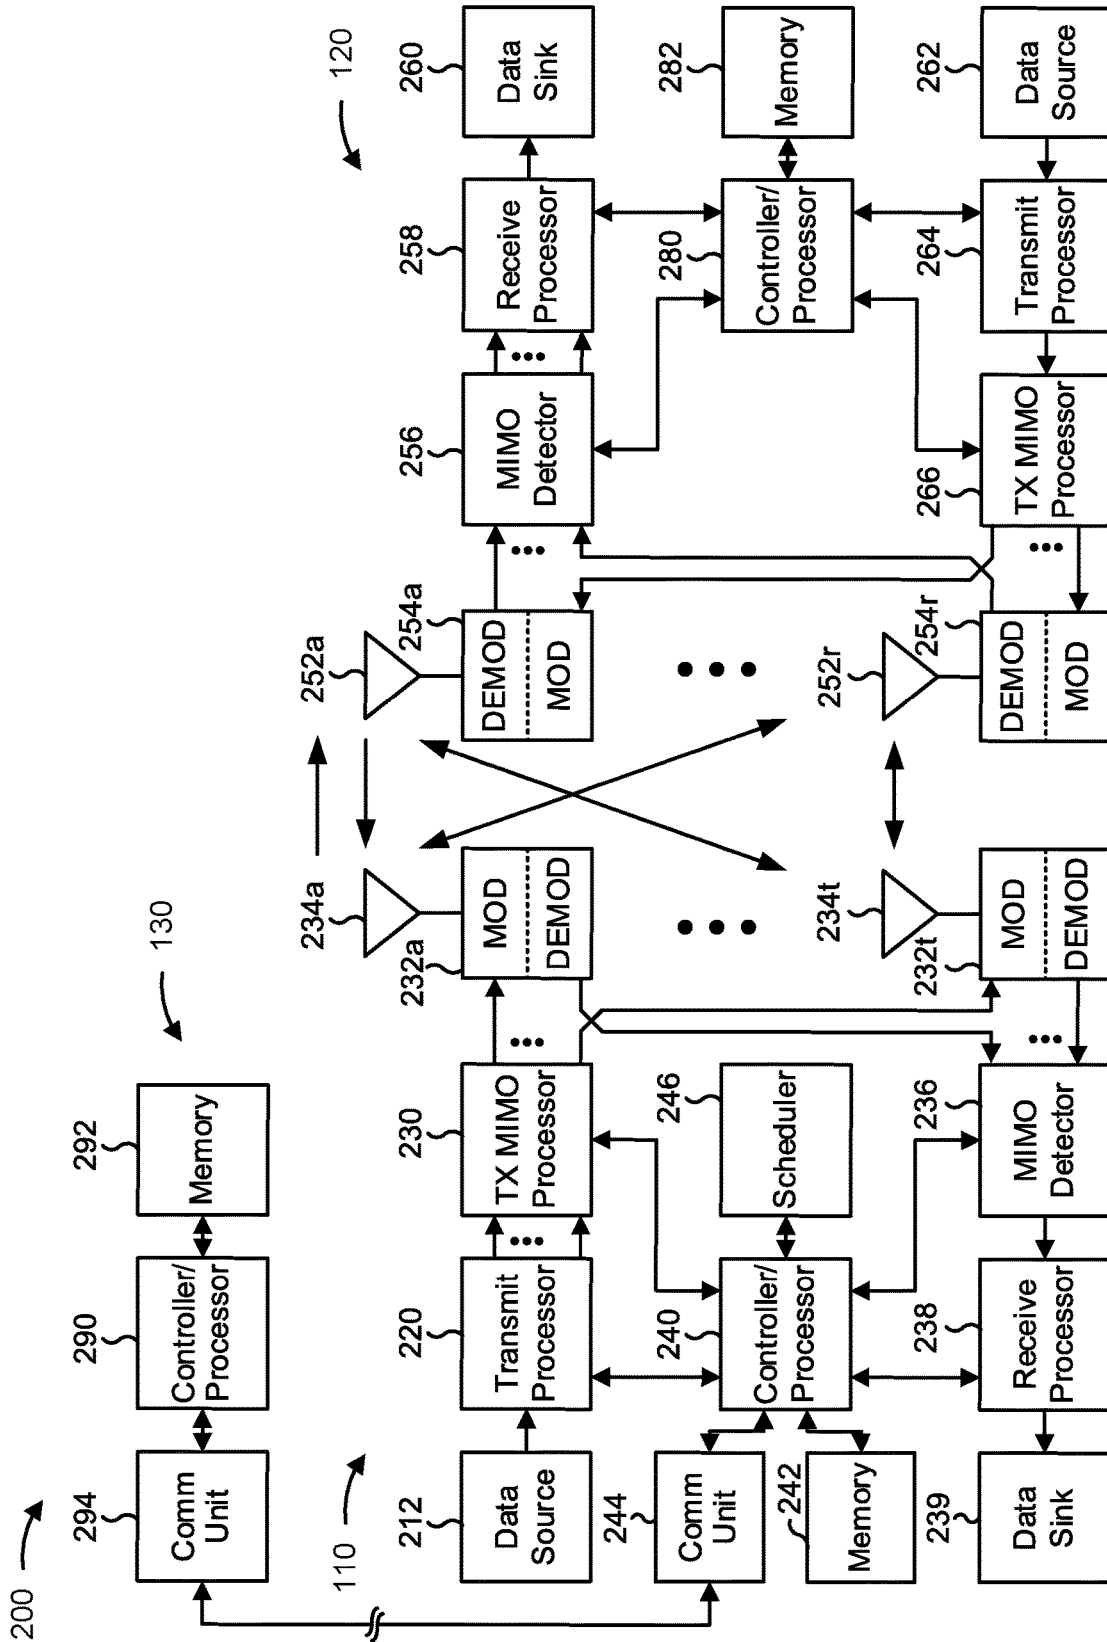 200
130
294
Comm
Unit
290
Controller/
Processor
292
Memory
110
120
212
Data
Source
220
Transmit
Processor
230
TX MIMO
Processor
232a
MOD
DEMOD
234a
252a
254a
DEMOD
MOD
256
MIMO
Detector
258
Receive
Processor
260
Data
Sink
244
Comm
Unit
242
Memory
240
Controller/
Processor
246
Scheduler
280
Controller/
Processor
282
Memory
239
Data
Sink
238
Receive
Processor
236
MIMO
Detector
232t
MOD
DEMOD
234t
252r
254r
DEMOD
MOD
266
TX MIMO
Processor
264
Transmit
Processor
262
Data
Source